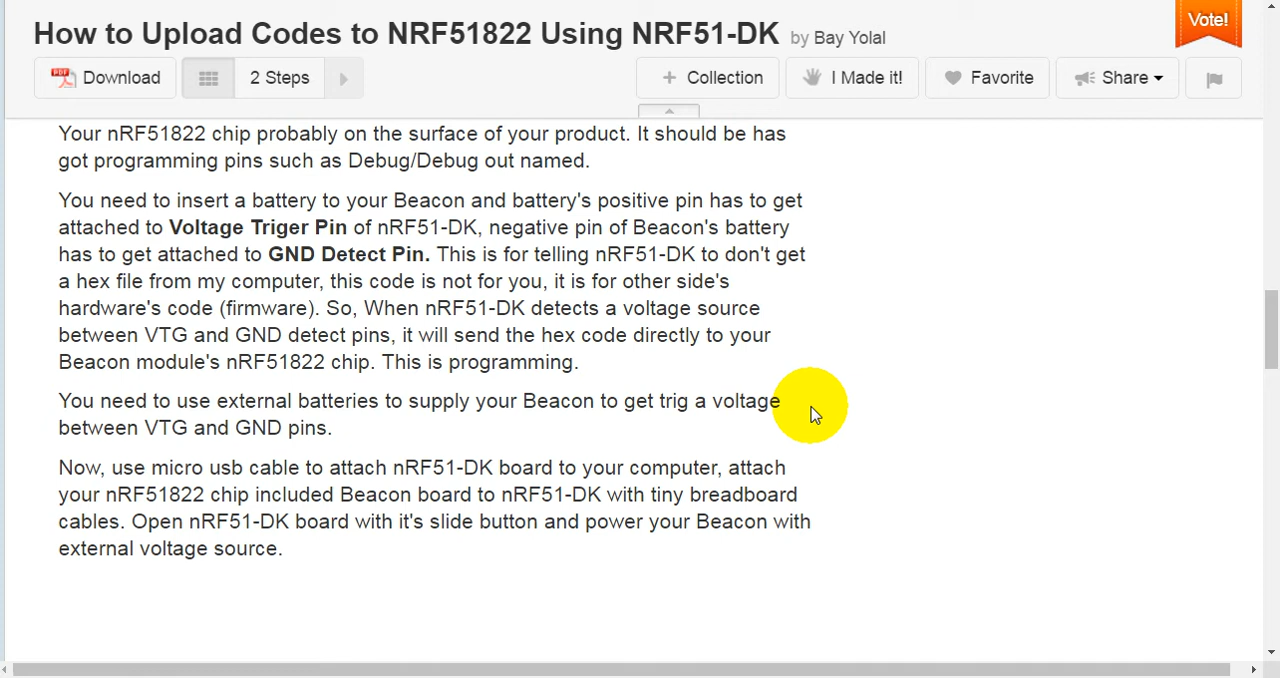 How to Upload Codes to NRF51822 Using NRF51-DK by Bay Yolal
Vote!
PDF Download 2 Steps + Collection I Made it! Favorite Share
Your nRF51822 chip probably on the surface of your product. It should be has
got programming pins such as Debug/Debug out named.
You need to insert a battery to your Beacon and battery's positive pin has to get
attached to Voltage Triger Pin of nRF51-DK, negative pin of Beacon's battery
has to get attached to GND Detect Pin. This is for telling nRF51-DK to don't get
a hex file from my computer, this code is not for you, it is for other side's
hardware's code (firmware). So, When nRF51-DK detects a voltage source
between VTG and GND detect pins, it will send the hex code directly to your
Beacon module's nRF51822 chip. This is programming.
You need to use external batteries to supply your Beacon to get trig a voltage
between VTG and GND pins.
Now, use micro usb cable to attach nRF51-DK board to your computer, attach
your nRF51822 chip included Beacon board to nRF51-DK with tiny breadboard
cables. Open nRF51-DK board with it's slide button and power your Beacon with
external voltage source.